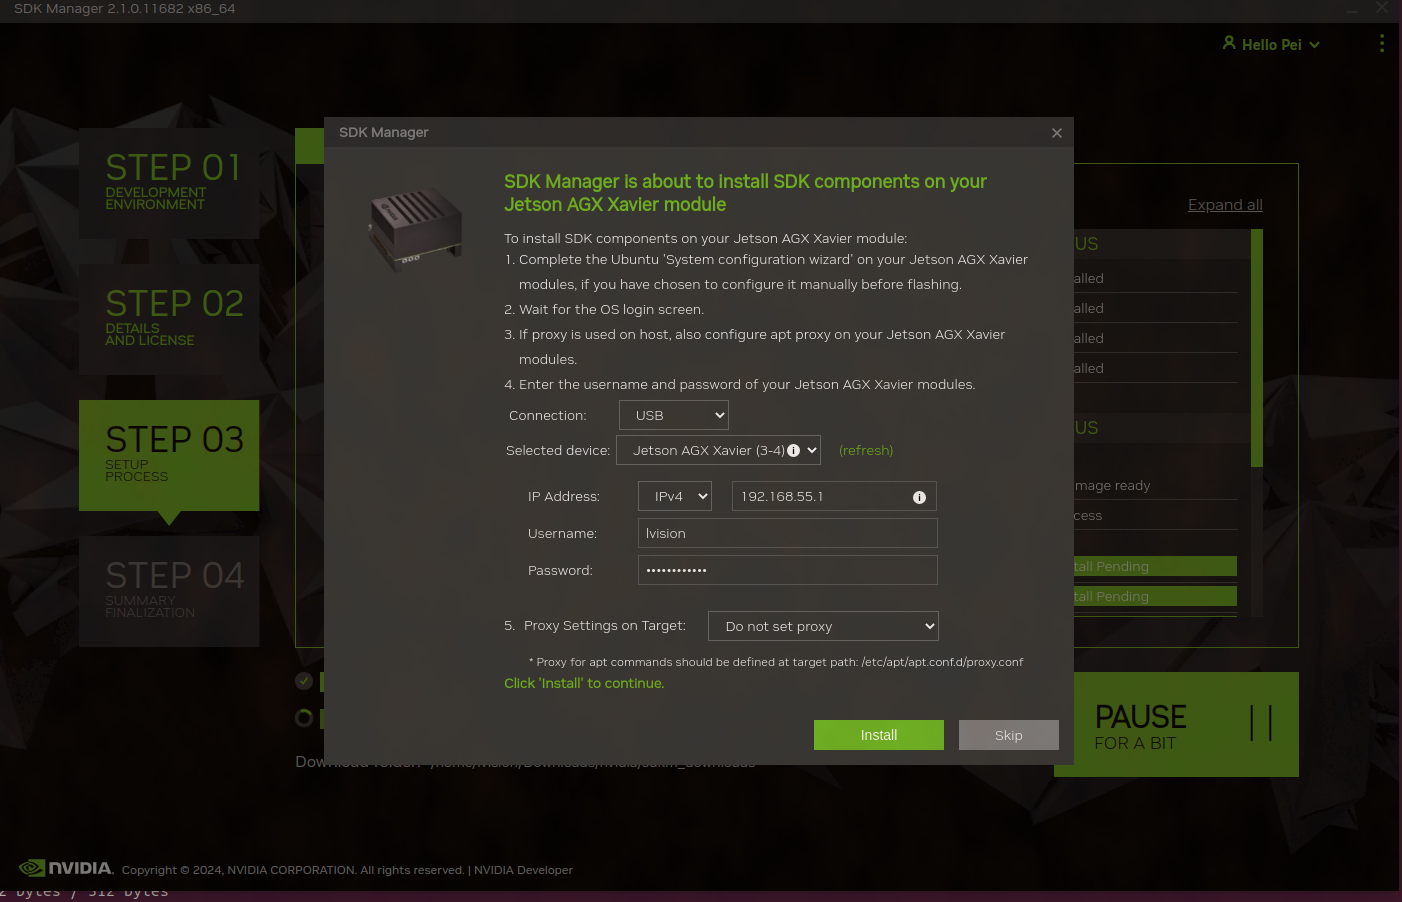 SDK Manager 2.1.0.11682 x86_64
Hello Pei
STEP 01
DEVELOPMENT
ENVIRONMENT
STEP 02
DETAILS
AND LICENSE
STEP 03
SETUP
PROCESS
STEP 04
SUMMARY
FINALIZATION
SDK Manager
SDK Manager is about to install SDK components on your
Jetson AGX Xavier module
To install SDK components on your Jetson AGX Xavier module:
1. Complete the Ubuntu 'System configuration wizard' on your Jetson AGX Xavier
modules, if you have chosen to configure it manually before flashing.
2. Wait for the OS login screen.
3. If proxy is used on host, also configure apt proxy on your Jetson AGX Xavier
modules.
4. Enter the username and password of your Jetson AGX Xavier modules.
Connection: USB
Selected device: Jetson AGX Xavier (3-4) (refresh)
IP Address: IPv4 192.168.55.1
Username: lvision
Password: ••••••••••••
5. Proxy Settings on Target: Do not set proxy
* Proxy for apt commands should be defined at target path: /etc/apt/apt.conf.d/proxy.conf
Click 'Install' to continue.
Install Skip
Expand all
US
alled
alled
alled
alled
US
mage ready
cess
tall Pending
tall Pending
PAUSE
FOR A BIT
NVIDIA. Copyright © 2024, NVIDIA CORPORATION. All rights reserved. | NVIDIA Developer
2 bytes / 512 bytes